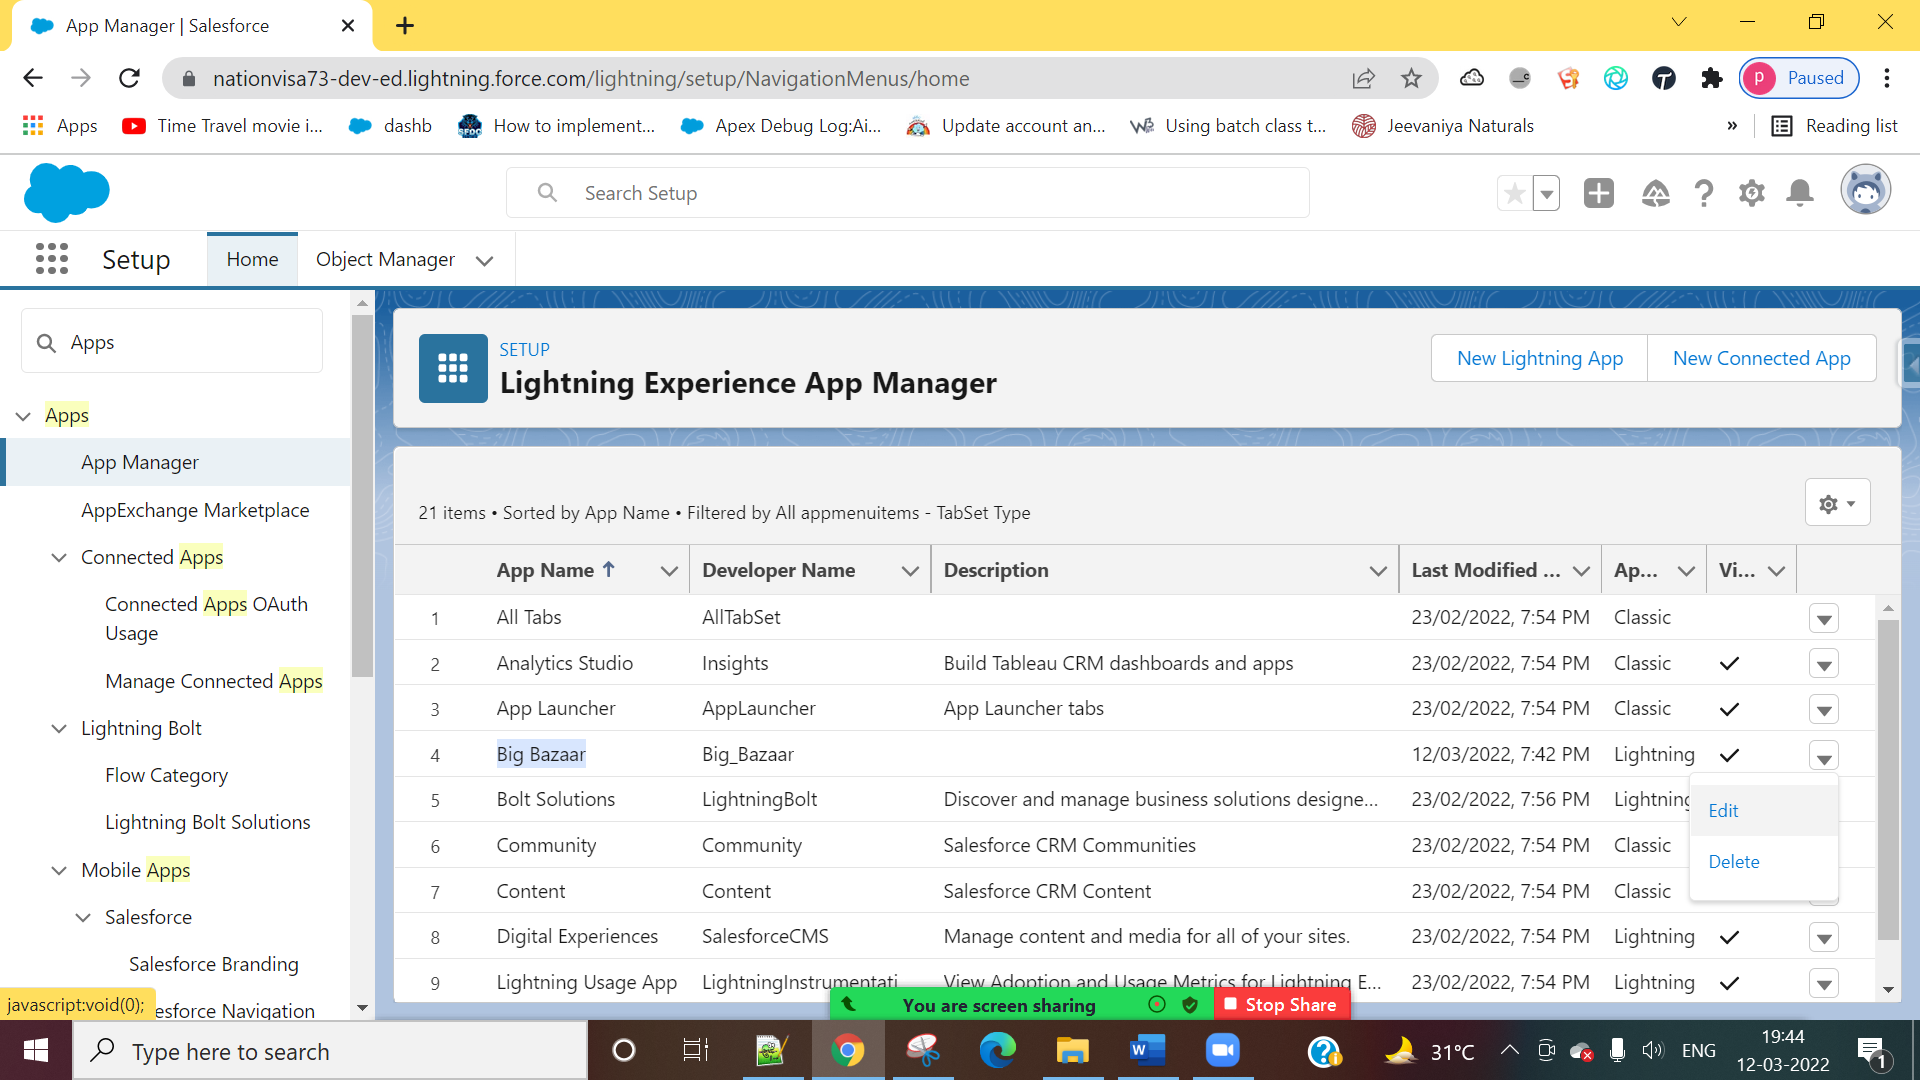 App Manager | Salesforce
nationvisa73-dev-ed.lightning.force.com/lightning/setup/NavigationMenus/home
P Paused
Apps
Time Travel movie i...
dashb
How to implement...
Apex Debug Log:Ai...
Update account an...
Using batch class t...
Jeevaniya Naturals
»
Reading list
Search Setup
Setup
Home
Object Manager
Apps
Apps
App Manager
AppExchange Marketplace
Connected Apps
Connected Apps OAuth
Usage
Manage Connected Apps
Lightning Bolt
Flow Category
Lightning Bolt Solutions
Mobile Apps
Salesforce
Salesforce Branding
esforce Navigation
javascript:void(0);
SETUP
Lightning Experience App Manager
New Lightning App
New Connected App
21 items • Sorted by App Name • Filtered by All appmenuitems - TabSet Type
App Name ↑ Developer Name Description Last Modified ... Ap... Vi...
1 All Tabs AllTabSet 23/02/2022, 7:54 PM Classic
2 Analytics Studio Insights Build Tableau CRM dashboards and apps 23/02/2022, 7:54 PM Classic
3 App Launcher AppLauncher App Launcher tabs 23/02/2022, 7:54 PM Classic
4 Big Bazaar Big_Bazaar 12/03/2022, 7:42 PM Lightning
5 Bolt Solutions LightningBolt Discover and manage business solutions designe... 23/02/2022, 7:56 PM Lightning
6 Community Community Salesforce CRM Communities 23/02/2022, 7:54 PM Classic
7 Content Content Salesforce CRM Content 23/02/2022, 7:54 PM Classic
8 Digital Experiences SalesforceCMS Manage content and media for all of your sites. 23/02/2022, 7:54 PM Lightning
9 Lightning Usage App LightningInstrumentati View Adoption and Usage Metrics for Lightning E... 23/02/2022, 7:54 PM Lightning
Edit
Delete
You are screen sharing
Stop Share
Type here to search
31°C
ENG
19:44
12-03-2022
1